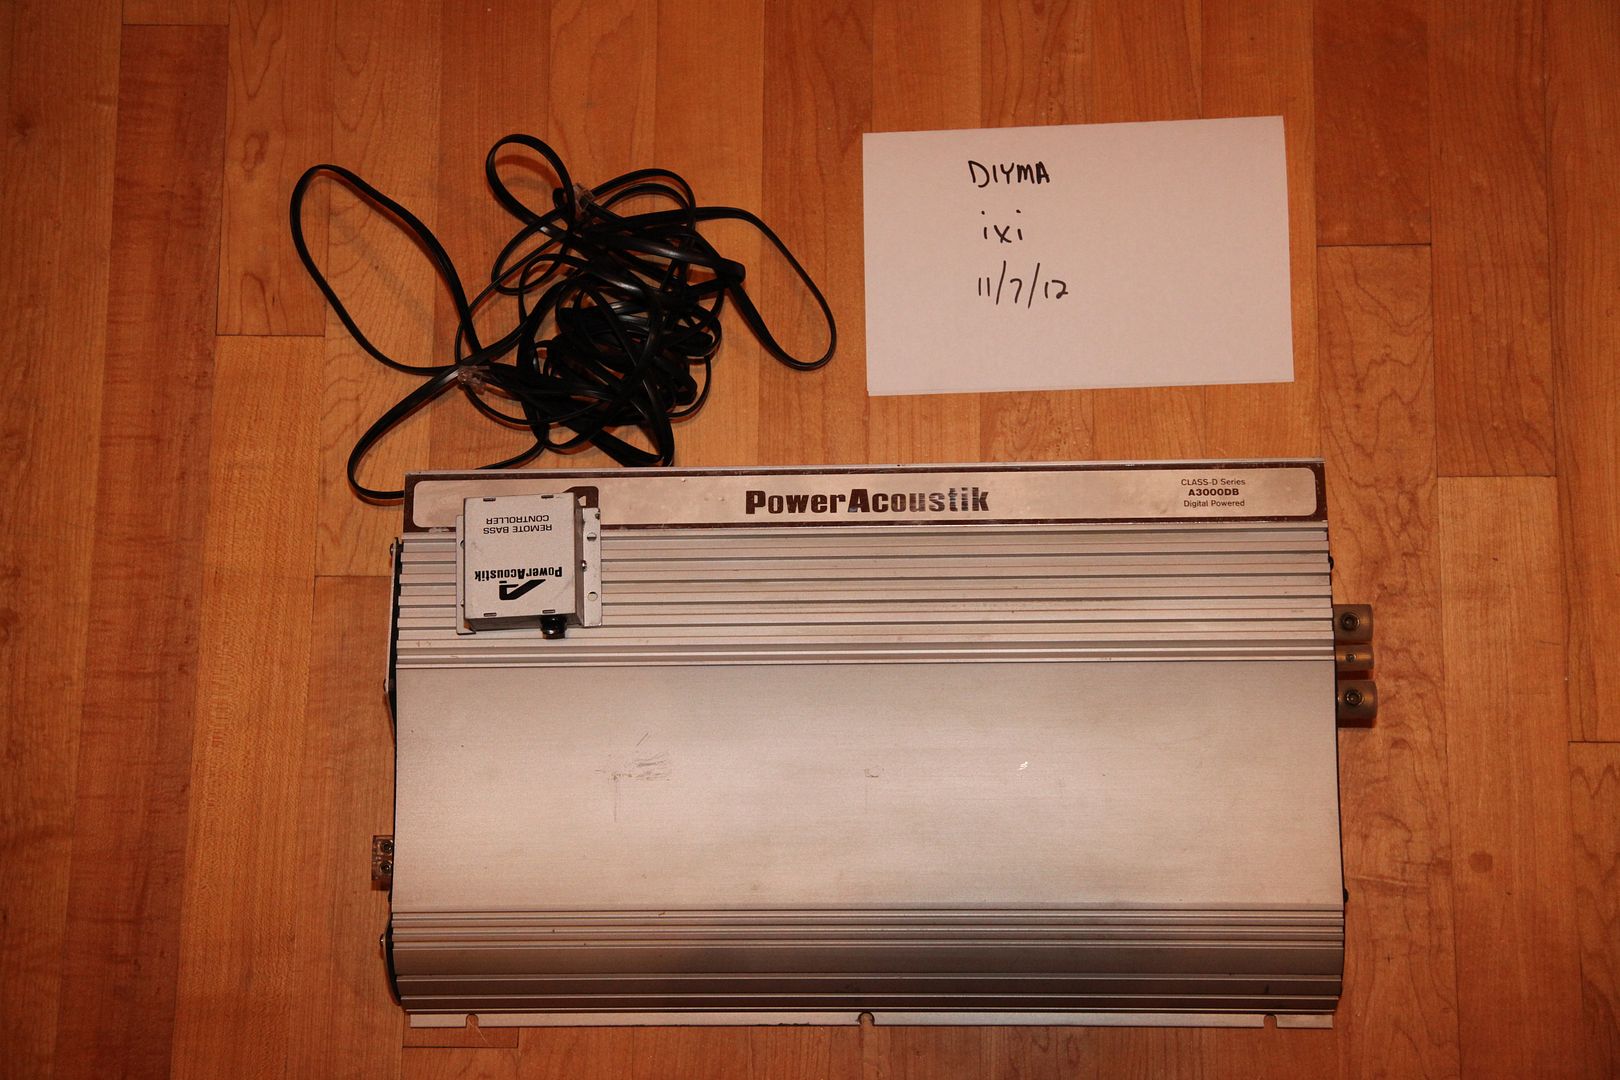 DIYMA
ixi
11/7/12
PowerAcoustik
CLASS-D Series
A3000DB
Digital Powered
REMOTE BASS
CONTROLLER
PowerAcoustik